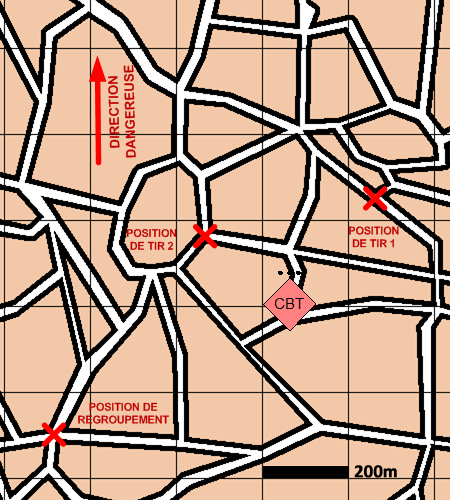 DIRECTION
DANGEREUSE
POSITION
DE TIR 2
POSITION
DE TIR 1
CBT
POSITION DE
REGROUPEMENT
200m